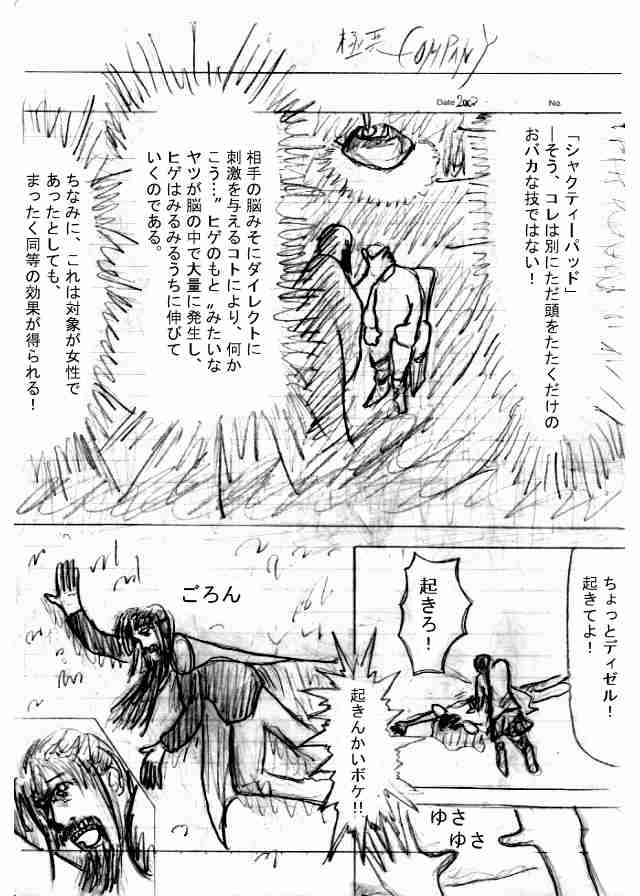 極悪COMPANY
Date 2003
No.
「シャクティーパッド」
―そう、コレは別にただ頭をたたくだけの
おバカな技ではない！
相手の脳みそにダイレクトに
刺激を与えるコトにより、何か
こう…”ヒゲのもと〟みたいな
ヤツが脳の中で大量に発生し、
ヒゲはみるみるうちに伸びて
いくのである。
ちなみに、これは対象が女性で
あったとしても、
まったく同等の効果が得られる！
ちょっとディゼル！
起きてよ！
起きろ！
ゆさ
ゆさ
起きんかいボケ!!
ごろん